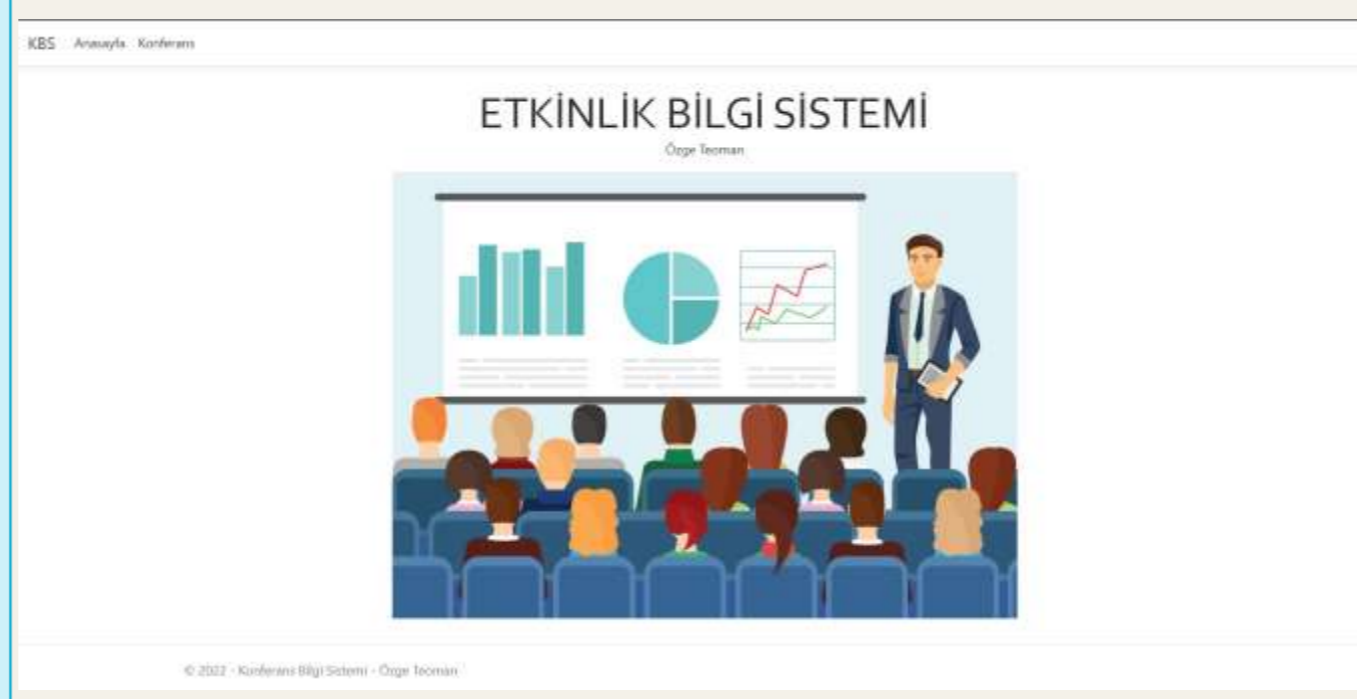 KBS Anasayfa Konferans
ETKİNLİK BİLGİ SİSTEMİ
Özge Teoman
© 2022 - Konferans Bilgi Sistemi - Özge Teoman